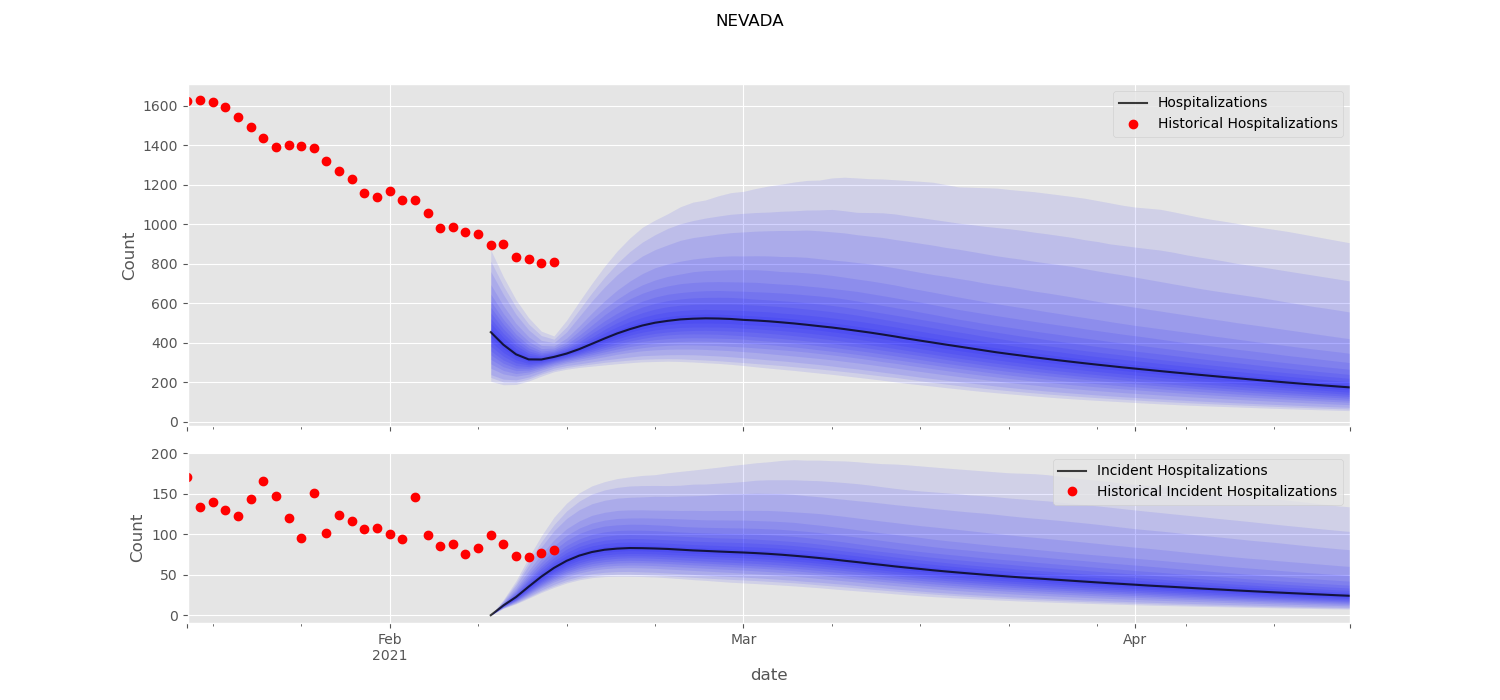 NEVADA
1600
1400
1200
1000
800
600
400
200
0
Count
Hospitalizations
Historical Hospitalizations
200
150
100
50
0
Count
Incident Hospitalizations
Historical Incident Hospitalizations
Feb
2021
Mar
Apr
date